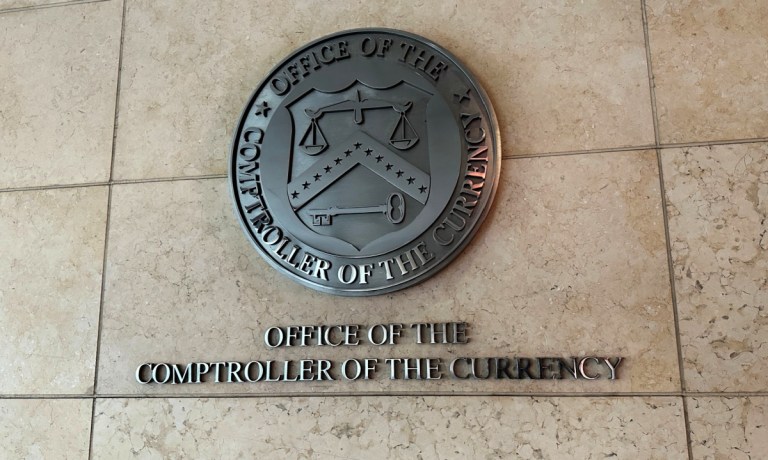 OFFICE OF THE
COMPTROLLER OF THE CURRENCY
OFFICE OF THE
COMPTROLLER OF THE CURRENCY